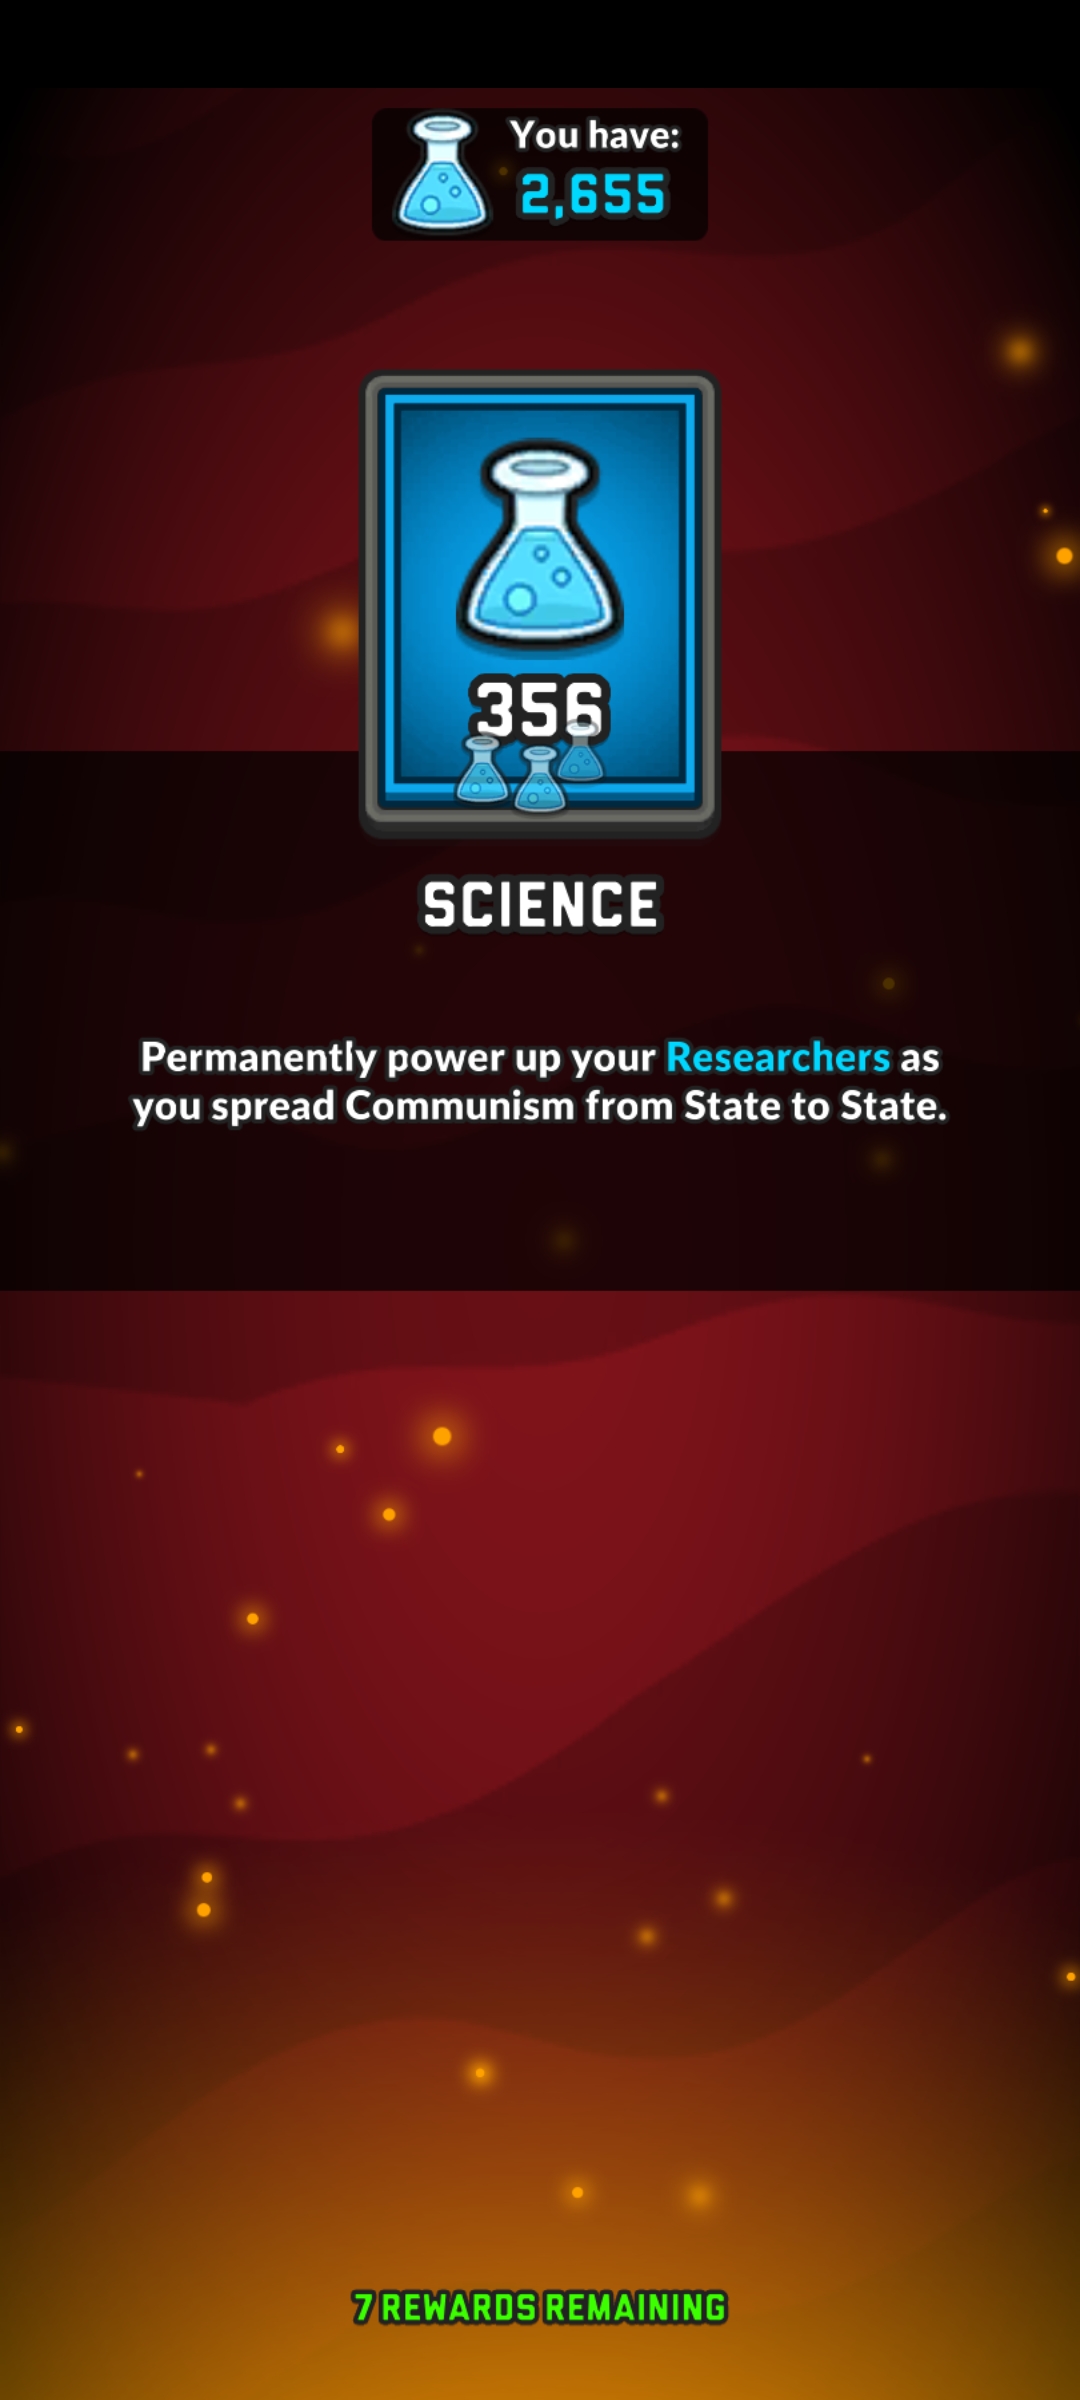 You have:
2,655
356
SCIENCE
Permanently power up your Researchers as
you spread Communism from State to State.
7 REWARDS REMAINING